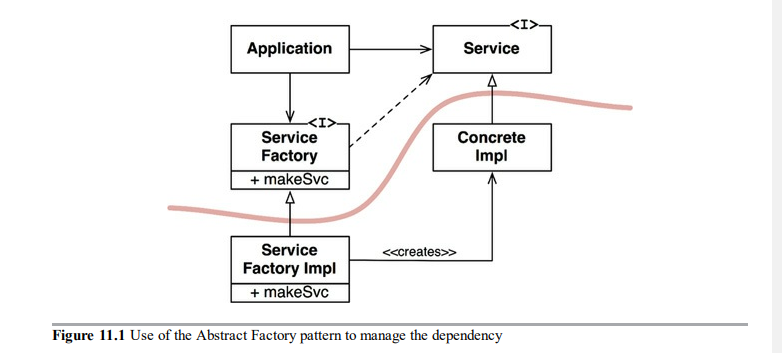 <I>
Application
Service
<I>
Service
Factory
+ makeSvc
Concrete
Impl
Service
Factory Impl
+ makeSvc
<<creates>>
Figure 11.1 Use of the Abstract Factory pattern to manage the dependency